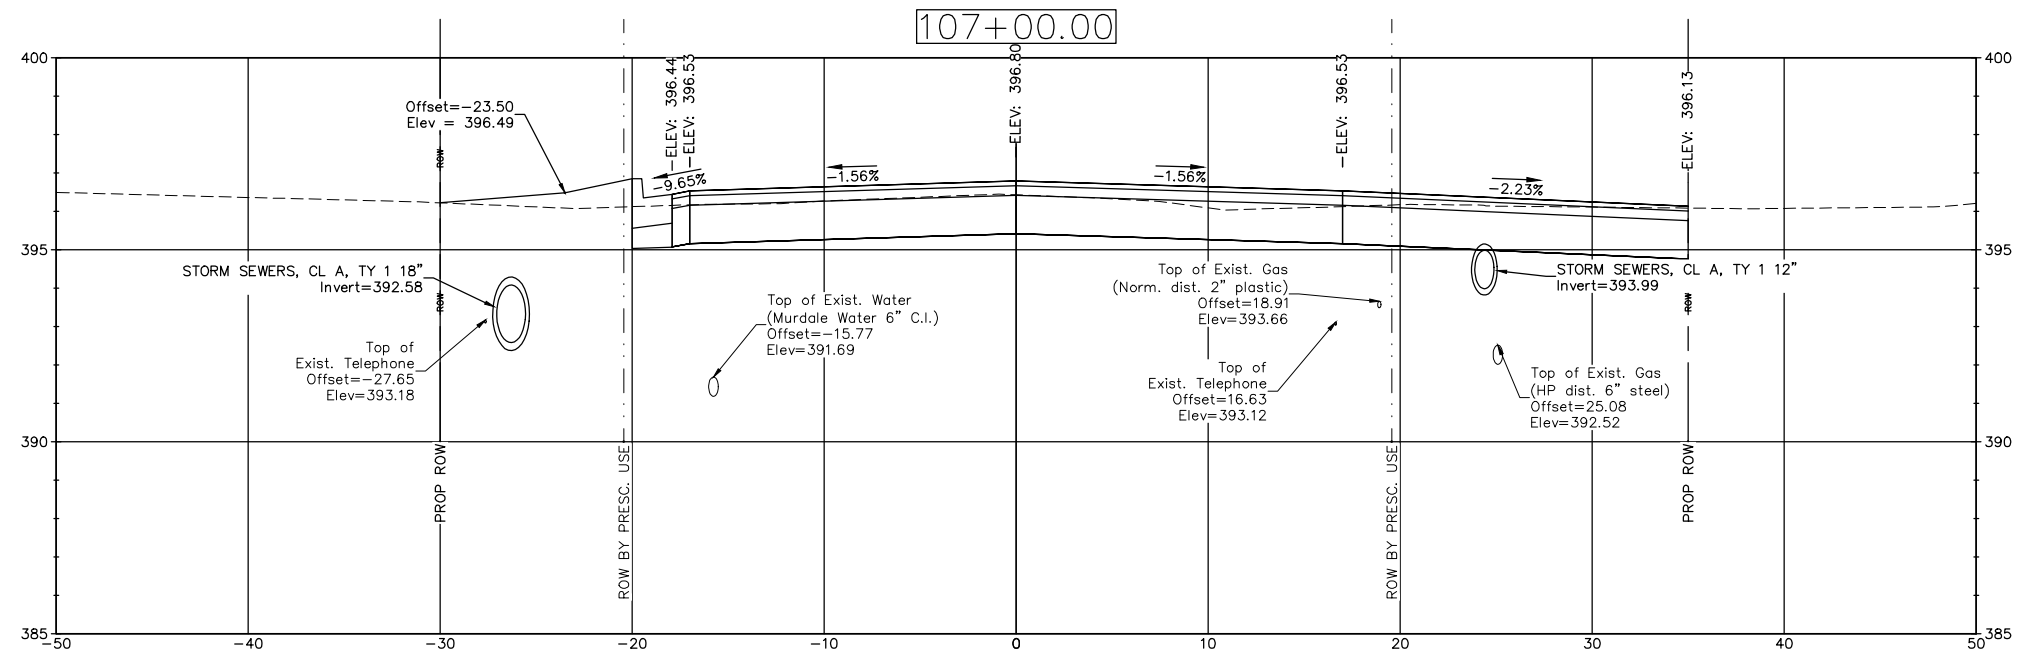 107+00.00
400
400
Offset=-23.50
Elev = 396.49
ELEV: 396.44
ELEV: 396.53
ELEV: 396.80
ELEV: 396.53
ELEV: 396.13
ROW
-9.65%
-1.56%
-1.56%
-2.23%
395
395
STORM SEWERS, CL A, TY 1 18"
Invert=392.58
ROW
Top of Exist. Water
(Murdale Water 6" C.I.)
Offset=-15.77
Elev=391.69
Top of Exist. Gas
(Norm. dist. 2" plastic)
Offset=18.91
Elev=393.66
STORM SEWERS, CL A, TY 1 12"
Invert=393.99
ROW
Top of
Exist. Telephone
Offset=-27.65
Elev=393.18
Top of
Exist. Telephone
Offset=16.63
Elev=393.12
Top of Exist. Gas
(HP dist. 6" steel)
Offset=25.08
Elev=392.52
390
390
PROP ROW
ROW BY PRESC. USE
ROW BY PRESC. USE
PROP ROW
385
385
-50
-40
-30
-20
-10
0
10
20
30
40
50